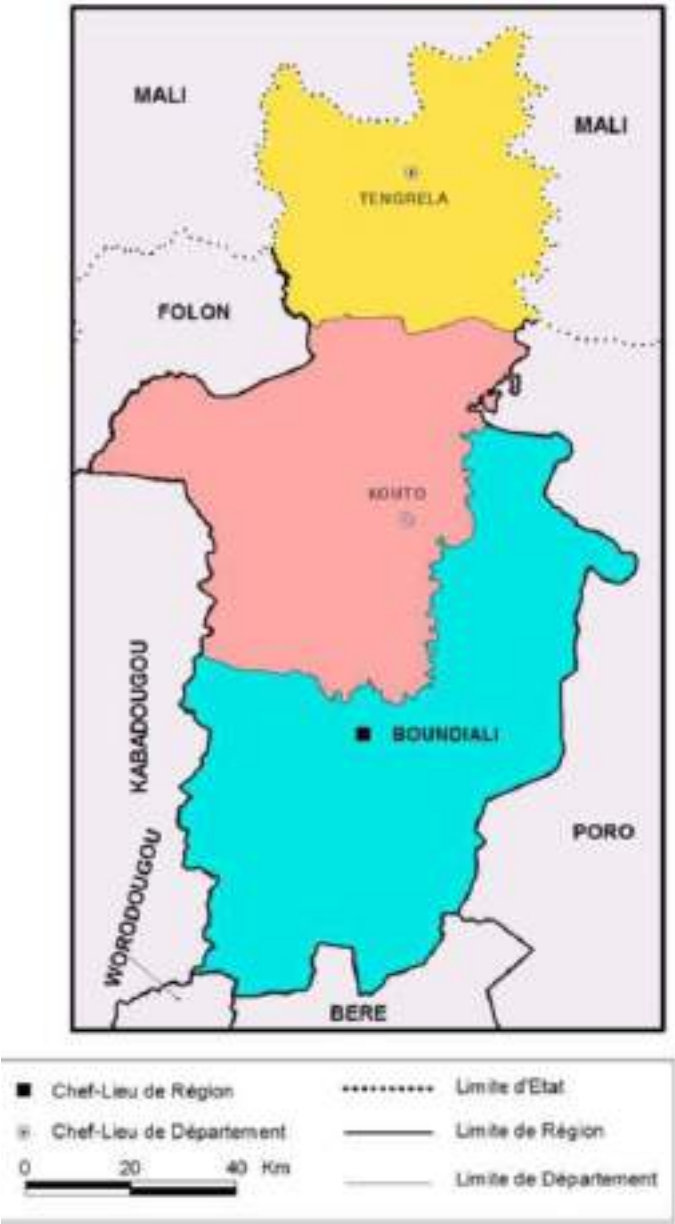 MALI
MALI
TENGRELA
FOLON
KOUTO
KABADOUGOU
BOUNDIALI
PORO
WORODOUGOU
BERE
Chef-Lieu de Région
Limite d'Etat
Chef-Lieu de Département
Limite de Région
0 20 40 Km
Limite de Département